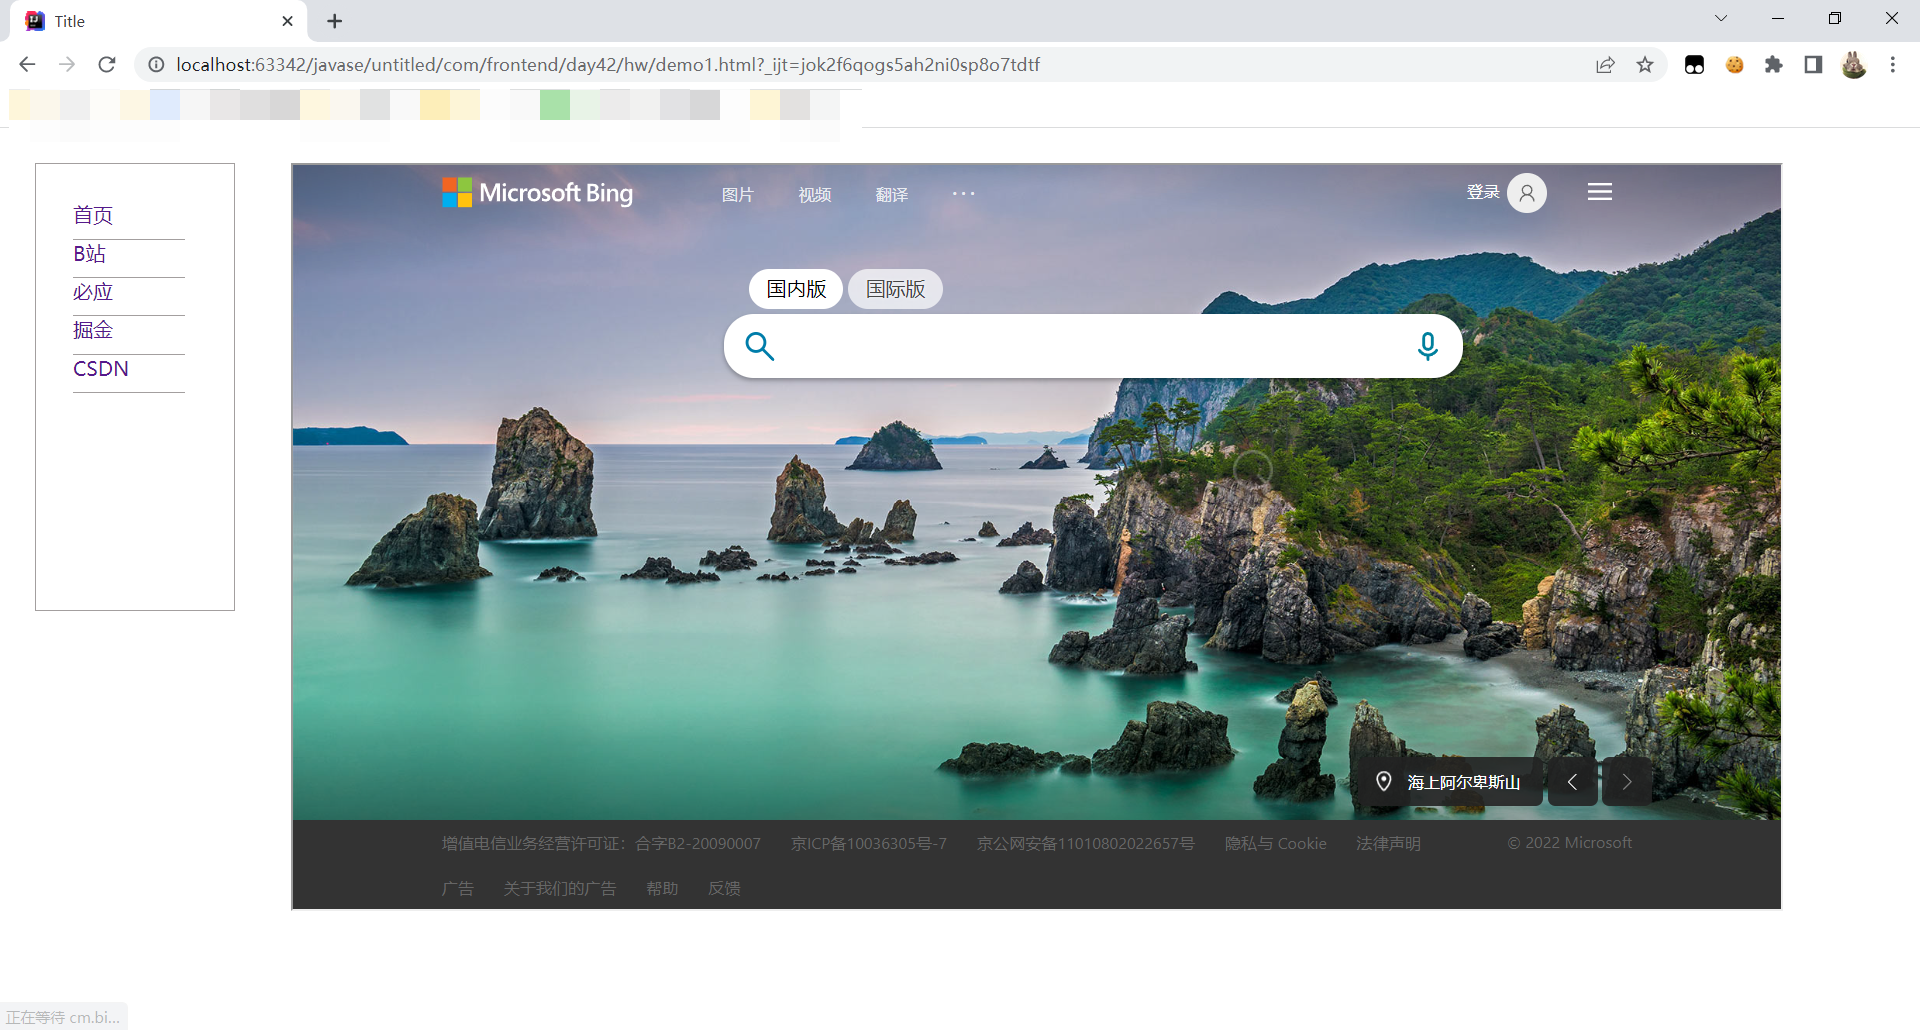 Title
localhost:63342/javase/untitled/com/frontend/day42/hw/demo1.html?_ijt=jok2f6qogs5ah2ni0sp8o7tdtf
首页
B站
必应
掘金
CSDN
Microsoft Bing 图片 视频 翻译 ··· 登录
国内版 国际版
海上阿尔卑斯山
增值电信业务经营许可证：合字B2-20090007 京ICP备10036305号-7 京公网安备11010802022657号 隐私与 Cookie 法律声明 © 2022 Microsoft
广告 关于我们的广告 帮助 反馈
正在等待 cm.bi...